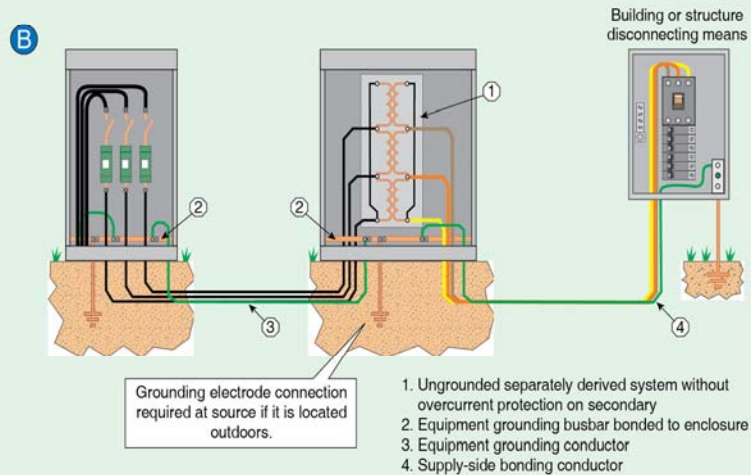 B
Building or structure
disconnecting means
1
2
2
3
4
Grounding electrode connection
required at source if it is located
outdoors.
1. Ungrounded separately derived system without
overcurrent protection on secondary
2. Equipment grounding busbar bonded to enclosure
3. Equipment grounding conductor
4. Supply-side bonding conductor